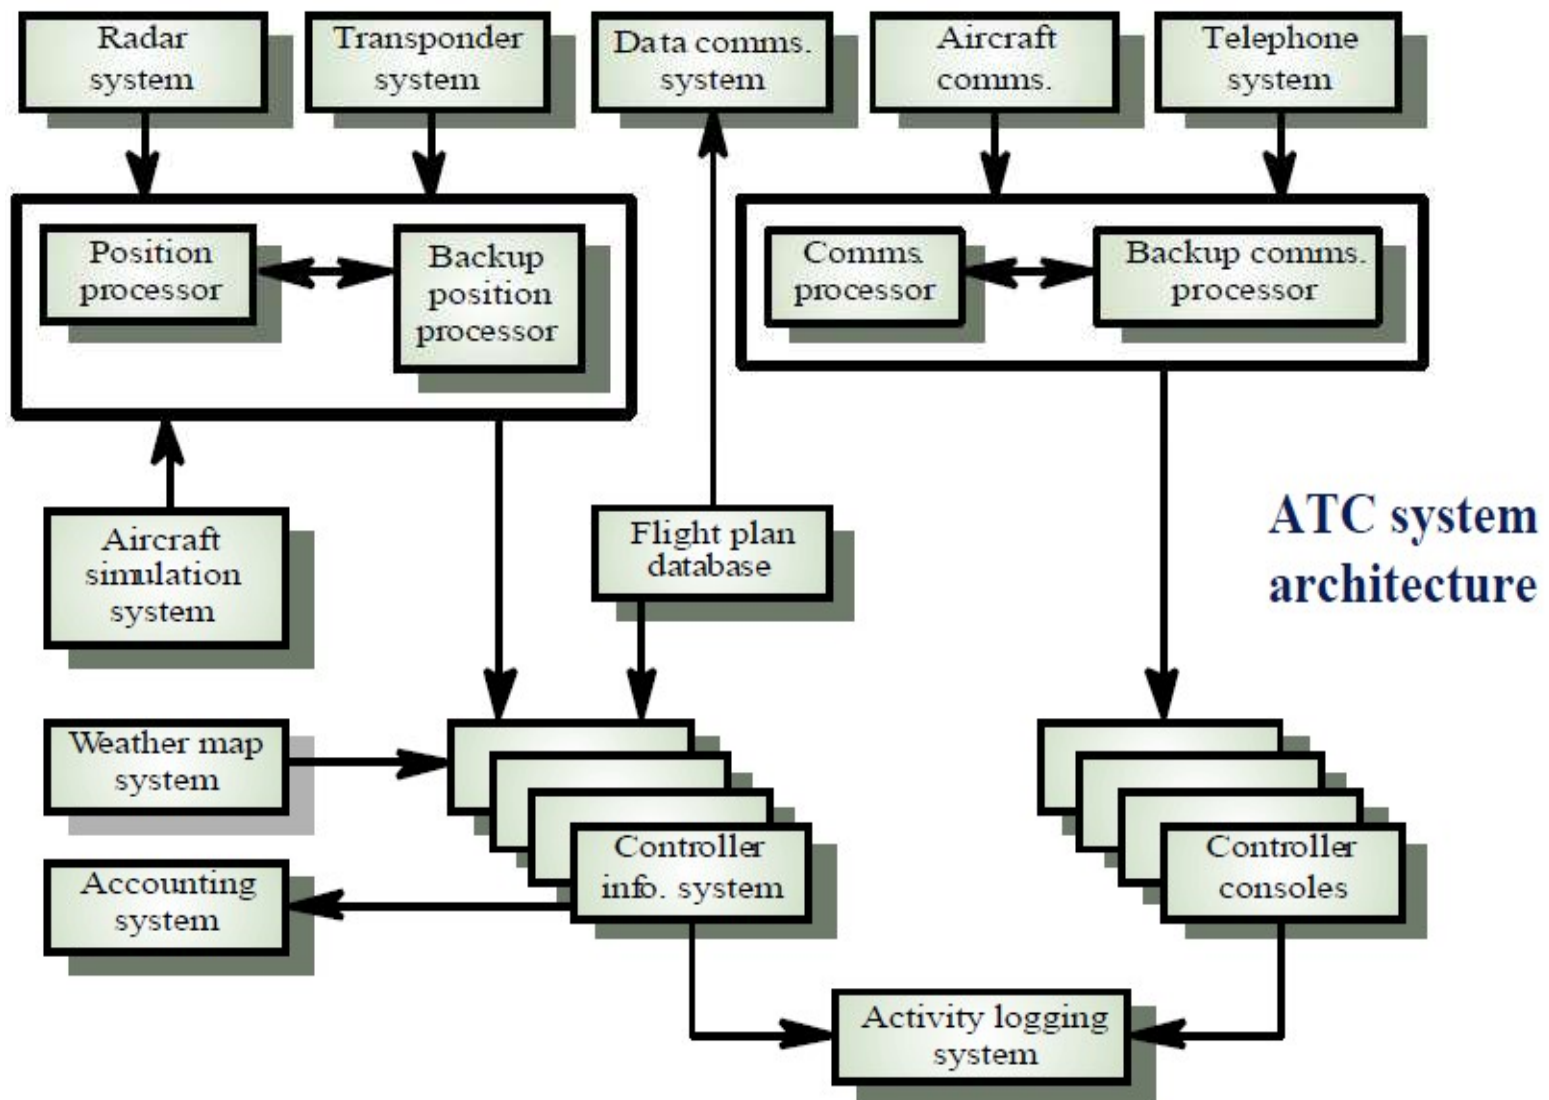 Radar
system
Transponder
system
Data comms.
system
Aircraft
comms.
Telephone
system
Position
processor
Backup
position
processor
Comms.
processor
Backup comms.
processor
Aircraft
simulation
system
Flight plan
database
ATC system
architecture
Weather map
system
Accounting
system
Controller
info. system
Controller
consoles
Activity logging
system